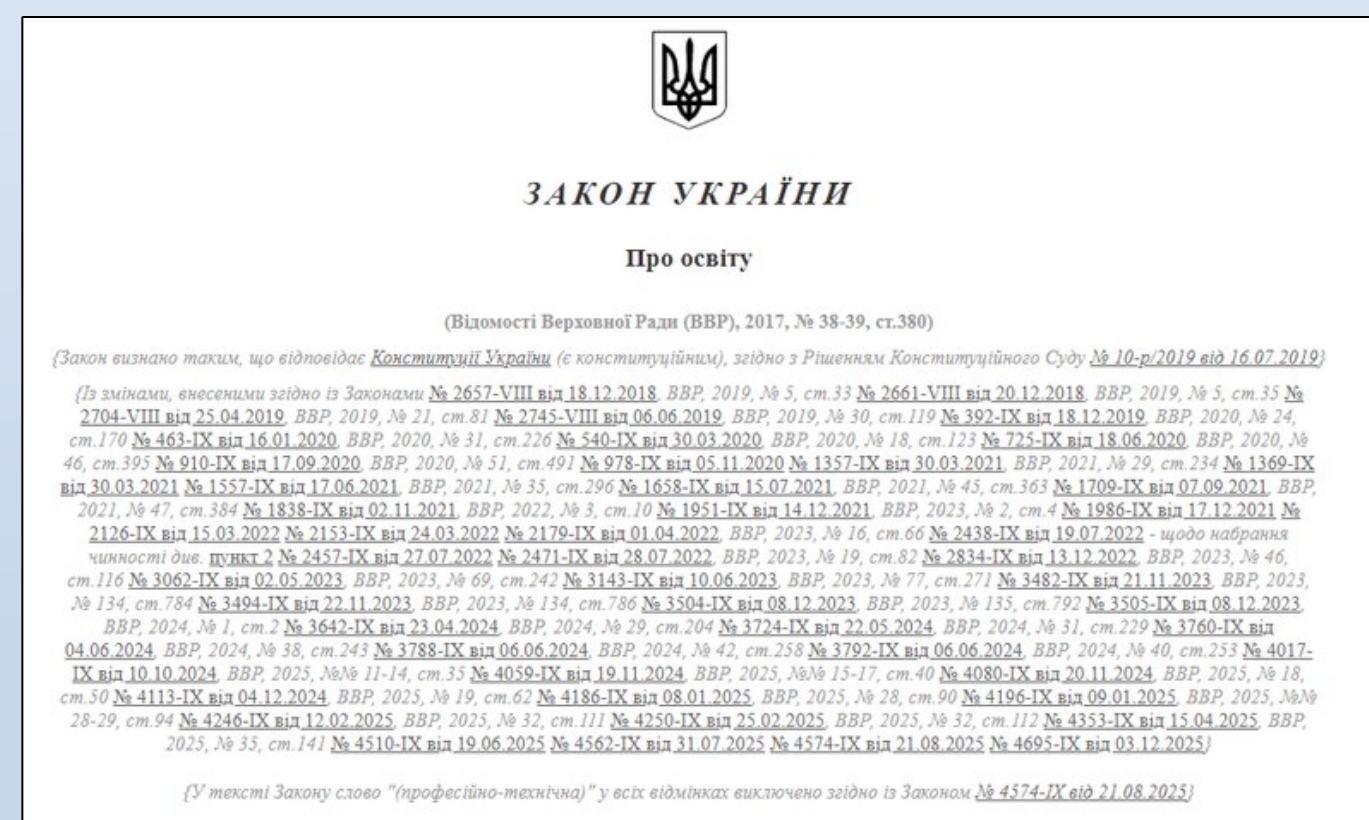 ЗАКОН УКРАЇНИ
Про освіту
(Відомості Верховної Ради (ВВР), 2017, № 38-39, ст.380)
{Закон визнано таким, що відповідає Конституції України (є конституційним), згідно з Рішенням Конституційного Суду № 10-р/2019 від 16.07.2019}
{Із змінами, внесеними згідно із Законами № 2657-VIII від 18.12.2018, ВВР, 2019, № 5, ст.33 № 2661-VIII від 20.12.2018, ВВР, 2019, № 5, ст.35 №
2704-VIII від 25.04.2019, ВВР, 2019, № 21, ст.81 № 2745-VIII від 06.06.2019, ВВР, 2019, № 30, ст.119 № 392-IX від 18.12.2019, ВВР, 2020, № 24,
ст.170 № 463-IX від 16.01.2020, ВВР, 2020, № 31, ст.226 № 540-IX від 30.03.2020, ВВР, 2020, № 18, ст.123 № 725-IX від 18.06.2020, ВВР, 2020, №
46, ст.395 № 910-IX від 17.09.2020, ВВР, 2020, № 51, ст.491 № 978-IX від 05.11.2020 № 1357-IX від 30.03.2021, ВВР, 2021, № 29, ст.234 № 1369-IX
від 30.03.2021 № 1557-IX від 17.06.2021, ВВР, 2021, № 35, ст.296 № 1658-IX від 15.07.2021, ВВР, 2021, № 45, ст.363 № 1709-IX від 07.09.2021, ВВР,
2021, № 47, ст.384 № 1838-IX від 02.11.2021, ВВР, 2022, № 3, ст.10 № 1951-IX від 14.12.2021, ВВР, 2023, № 2, ст.4 № 1986-IX від 17.12.2021 №
2126-IX від 15.03.2022 № 2153-IX від 24.03.2022 № 2179-IX від 01.04.2022, ВВР, 2023, № 16, ст.66 № 2438-IX від 19.07.2022 - щодо набрання
чинності див. пункт 2 № 2457-IX від 27.07.2022 № 2471-IX від 28.07.2022, ВВР, 2023, № 19, ст.82 № 2834-IX від 13.12.2022, ВВР, 2023, № 46,
ст.116 № 3062-IX від 02.05.2023, ВВР, 2023, № 69, ст.242 № 3143-IX від 10.06.2023, ВВР, 2023, № 77, ст.271 № 3482-IX від 21.11.2023, ВВР, 2023,
№ 134, ст.784 № 3494-IX від 22.11.2023, ВВР, 2023, № 134, ст.786 № 3504-IX від 08.12.2023, ВВР, 2023, № 135, ст.792 № 3505-IX від 08.12.2023,
ВВР, 2024, № 1, ст.2 № 3642-IX від 23.04.2024, ВВР, 2024, № 29, ст.204 № 3724-IX від 22.05.2024, ВВР, 2024, № 31, ст.229 № 3760-IX від
04.06.2024, ВВР, 2024, № 38, ст.243 № 3788-IX від 06.06.2024, ВВР, 2024, № 42, ст.258 № 3792-IX від 06.06.2024, ВВР, 2024, № 40, ст.253 № 4017-
IX від 10.10.2024, ВВР, 2025, №№ 11-14, ст.35 № 4059-IX від 19.11.2024, ВВР, 2025, №№ 15-17, ст.40 № 4080-IX від 20.11.2024, ВВР, 2025, № 18,
ст.50 № 4113-IX від 04.12.2024, ВВР, 2025, № 19, ст.62 № 4186-IX від 08.01.2025, ВВР, 2025, № 28, ст.90 № 4196-IX від 09.01.2025, ВВР, 2025, №№
28-29, ст.94 № 4246-IX від 12.02.2025, ВВР, 2025, № 32, ст.111 № 4250-IX від 25.02.2025, ВВР, 2025, № 32, ст.112 № 4353-IX від 15.04.2025, ВВР,
2025, № 35, ст.141 № 4510-IX від 19.06.2025 № 4562-IX від 31.07.2025 № 4574-IX від 21.08.2025 № 4695-IX від 03.12.2025}
{У тексті Закону слово "(професійно-технічна)" у всіх відмінках виключено згідно із Законом № 4574-IX від 21.08.2025}